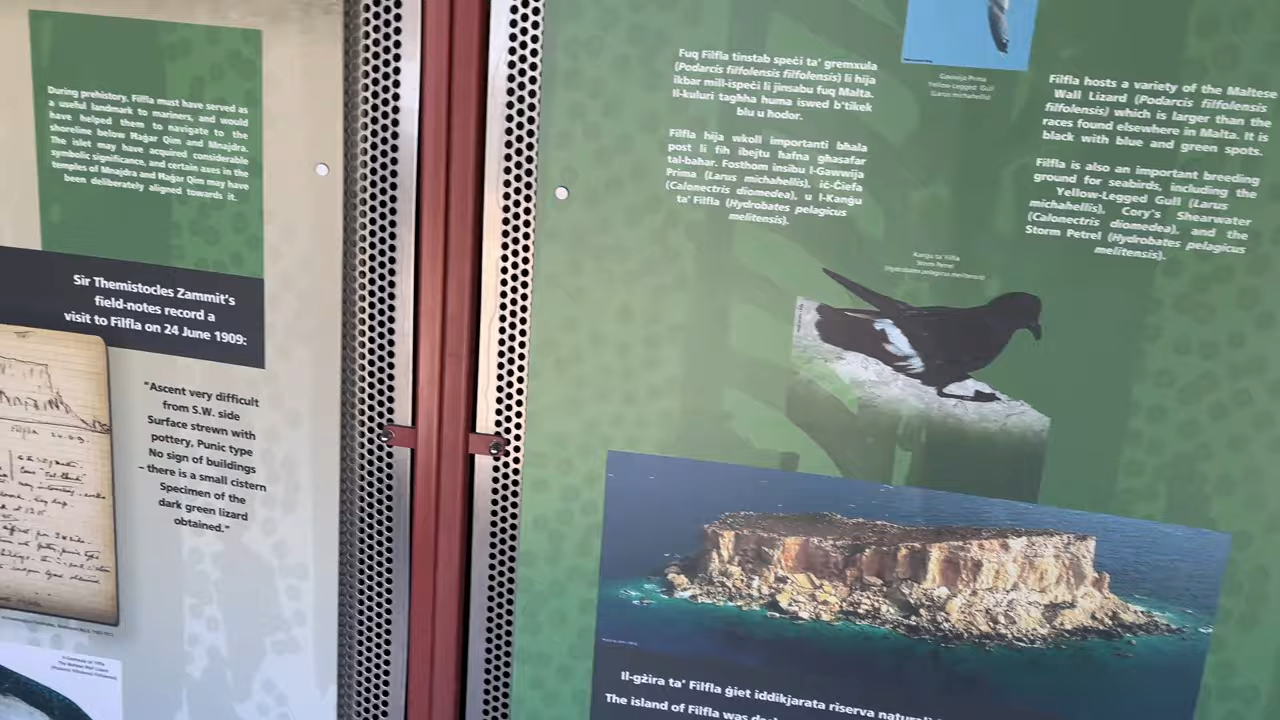 During prehistory, Filfla must have served as
a useful landmark to mariners, and would
have helped them to navigate to the
shoreline below Ħaġar Qim and Mnajdra.
The islet may have acquired considerable
symbolic significance, and certain axes in the
temples of Mnajdra and Ħaġar Qim may have
been deliberately aligned towards it.
Sir Themistocles Zammit's
field-notes record a
visit to Filfla on 24 June 1909:
"Ascent very difficult
from S.W. side
Surface strewn with
pottery, Punic type
No sign of buildings
– there is a small cistern
Specimen of the
dark green lizard
obtained."
Filfla 24.6.9
Fuq Filfla tinstab speċi ta' gremxula
(Podarcis filfolensis filfolensis) li hija
ikbar mill-ispeċi li jinsabu fuq Malta.
Il-kuluri tagħha huma iswed b'tikek
blu u ħodor.
Filfla hija wkoll importanti bħala
post li fih ibejtu ħafna għasafar
tal-baħar. Fosthom insibu l-Gawwija
Prima (Larus michahellis), iċ-Ċiefa
(Calonectris diomedea), u l-Kanġu
ta' Filfla (Hydrobates pelagicus
melitensis).
Gawwija Prima
Yellow-Legged Gull
(Larus michahellis)
Filfla hosts a variety of the Maltese
Wall Lizard (Podarcis filfolensis
filfolensis) which is larger than the
races found elsewhere in Malta. It is
black with blue and green spots.
Filfla is also an important breeding
ground for seabirds, including the
Yellow-Legged Gull (Larus
michahellis), Cory's Shearwater
(Calonectris diomedea), and the
Storm Petrel (Hydrobates pelagicus
melitensis).
Kanġu ta' Filfla
Storm Petrel
(Hydrobates pelagicus melitensis)
Il-gżira ta' Filfla ġiet iddikjarata riserva naturali
The island of Filfla was